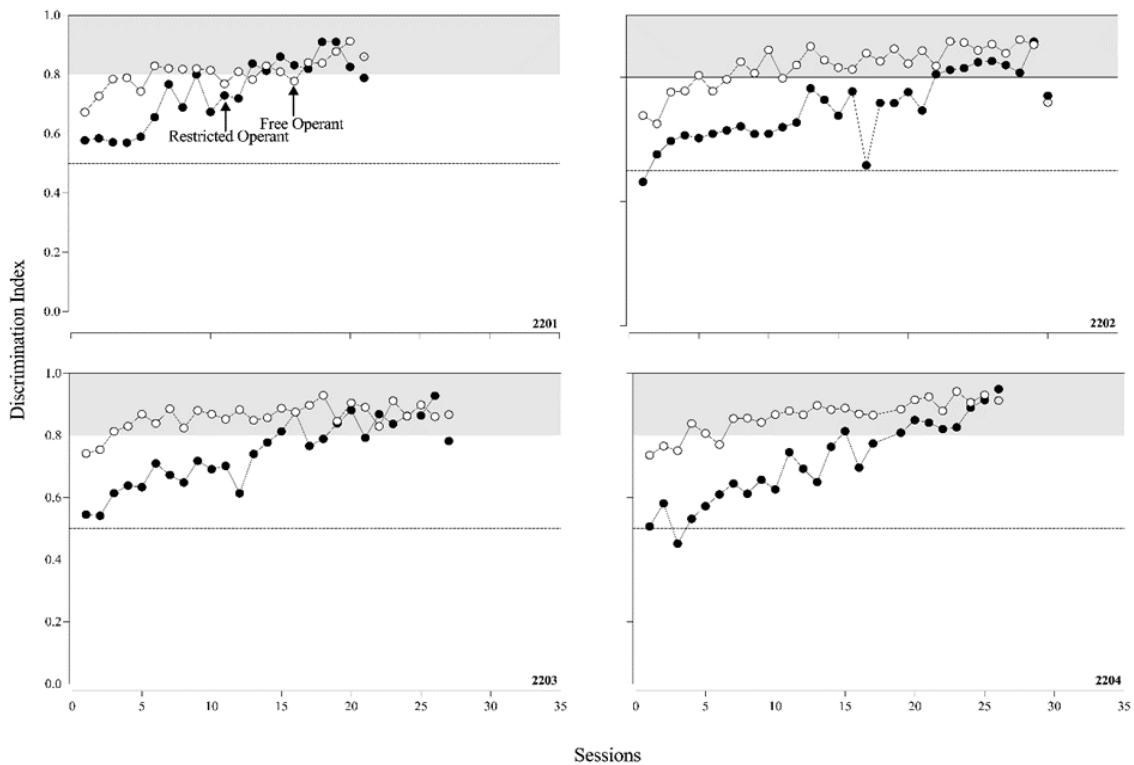 1.0
0.8
0.6
0.4
0.2
0.0
Restricted Operant
Free Operant
2201
2202
Discrimination Index
1.0
0.8
0.6
0.4
0.2
0.0
2203
2204
0 5 10 15 20 25 30 35
5 10 15 20 25 30 35
Sessions